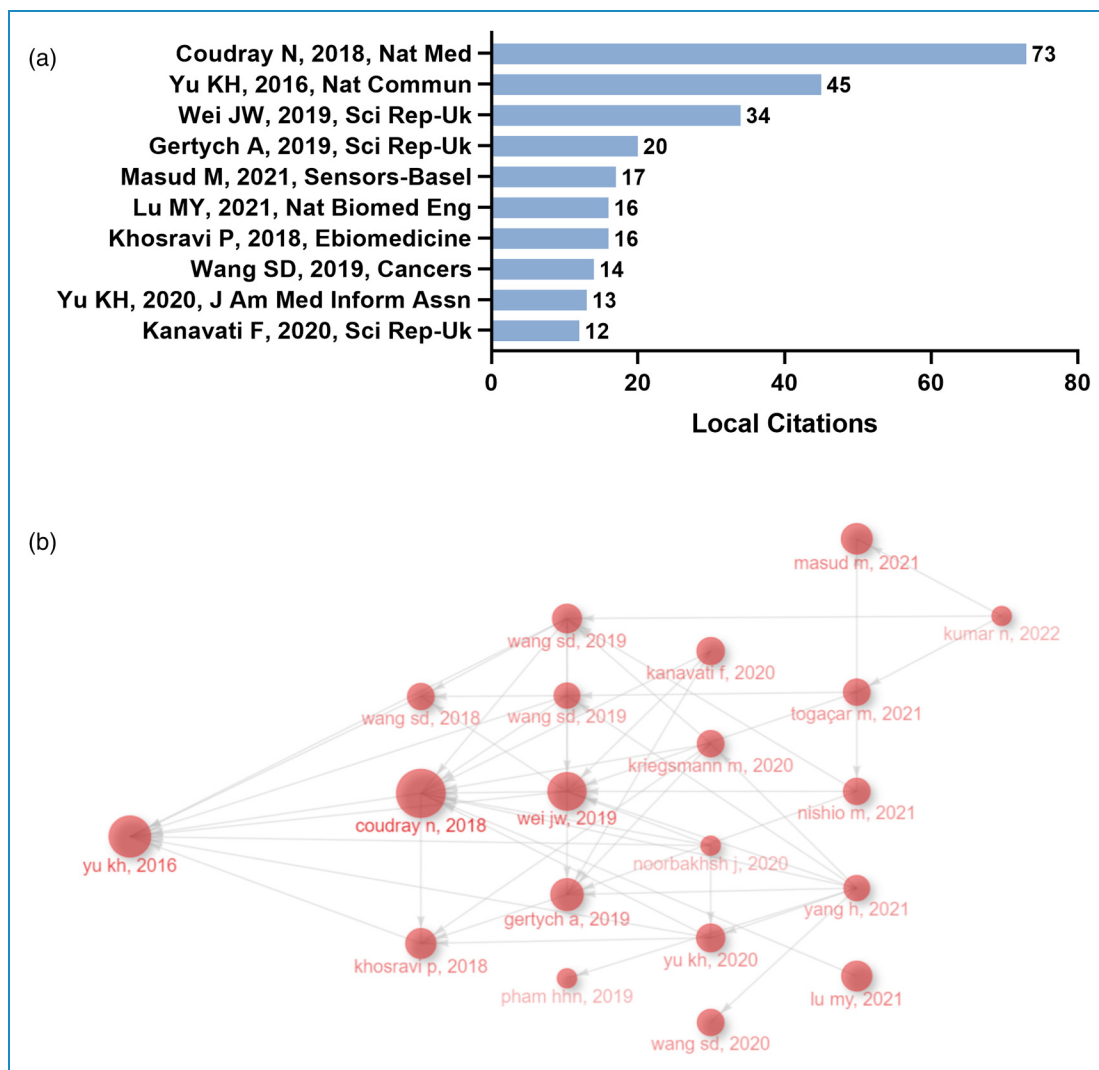 (a)
Coudray N, 2018, Nat Med
73
Yu KH, 2016, Nat Commun
45
Wei JW, 2019, Sci Rep-Uk
34
Gertych A, 2019, Sci Rep-Uk
20
Masud M, 2021, Sensors-Basel
17
Lu MY, 2021, Nat Biomed Eng
16
Khosravi P, 2018, Ebiomedicine
16
Wang SD, 2019, Cancers
14
Yu KH, 2020, J Am Med Inform Assn
13
Kanavati F, 2020, Sci Rep-Uk
12
0 20 40 60 80
Local Citations
(b)
masud m, 2021
kumar n, 2022
wang sd, 2019
kanavati f, 2020
wang sd, 2018
wang sd, 2019
togaçar m, 2021
kriegsmann m, 2020
coudray n, 2018
wei jw, 2019
nishio m, 2021
yu kh, 2016
noorbakhsh j, 2020
gertych a, 2019
yang h, 2021
khosravi p, 2018
yu kh, 2020
pham hhn, 2019
lu my, 2021
wang sd, 2020